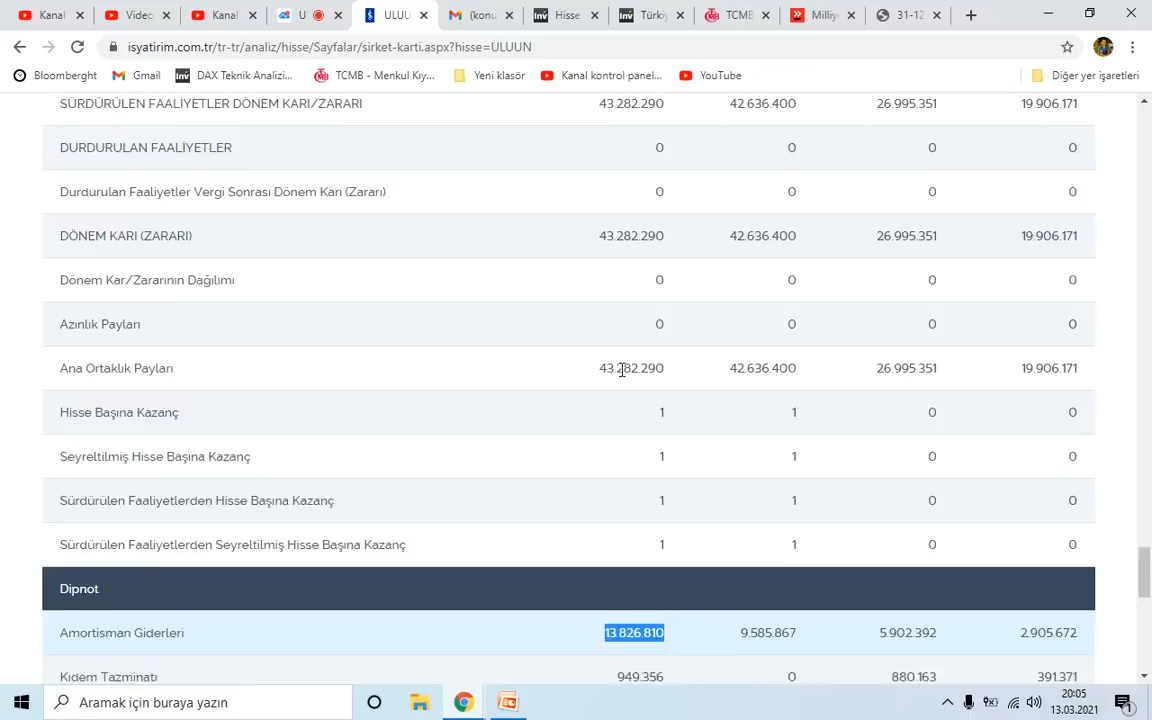 Kanal
Video
Kanal
U
ULUU
(konu
Hisse
Türki
TCMB
Milliy
31-12
isyatirim.com.tr/tr-tr/analiz/hisse/Sayfalar/sirket-karti.aspx?hisse=ULUUN
Bloomberght
Gmail
DAX Teknik Analizi...
TCMB - Menkul Kıy...
Yeni klasör
Kanal kontrol panel...
YouTube
Diğer yer işaretleri
SÜRDÜRÜLEN FAALİYETLER DÖNEM KARI/ZARARI 43.282.290 42.636.400 26.995.351 19.906.171
DURDURULAN FAALİYETLER 0 0 0 0
Durdurulan Faaliyetler Vergi Sonrası Dönem Karı (Zararı) 0 0 0 0
DÖNEM KARI (ZARARI) 43.282.290 42.636.400 26.995.351 19.906.171
Dönem Kar/Zararının Dağılımı 0 0 0 0
Azınlık Payları 0 0 0 0
Ana Ortaklık Payları 43.282.290 42.636.400 26.995.351 19.906.171
Hisse Başına Kazanç 1 1 0 0
Seyreltilmiş Hisse Başına Kazanç 1 1 0 0
Sürdürülen Faaliyetlerden Hisse Başına Kazanç 1 1 0 0
Sürdürülen Faaliyetlerden Seyreltilmiş Hisse Başına Kazanç 1 1 0 0
Dipnot
Amortisman Giderleri 13.826.810 9.585.867 5.902.392 2.905.672
Kıdem Tazminatı 949.356 0 880.163 391.371
Aramak için buraya yazın
20:05
13.03.2021